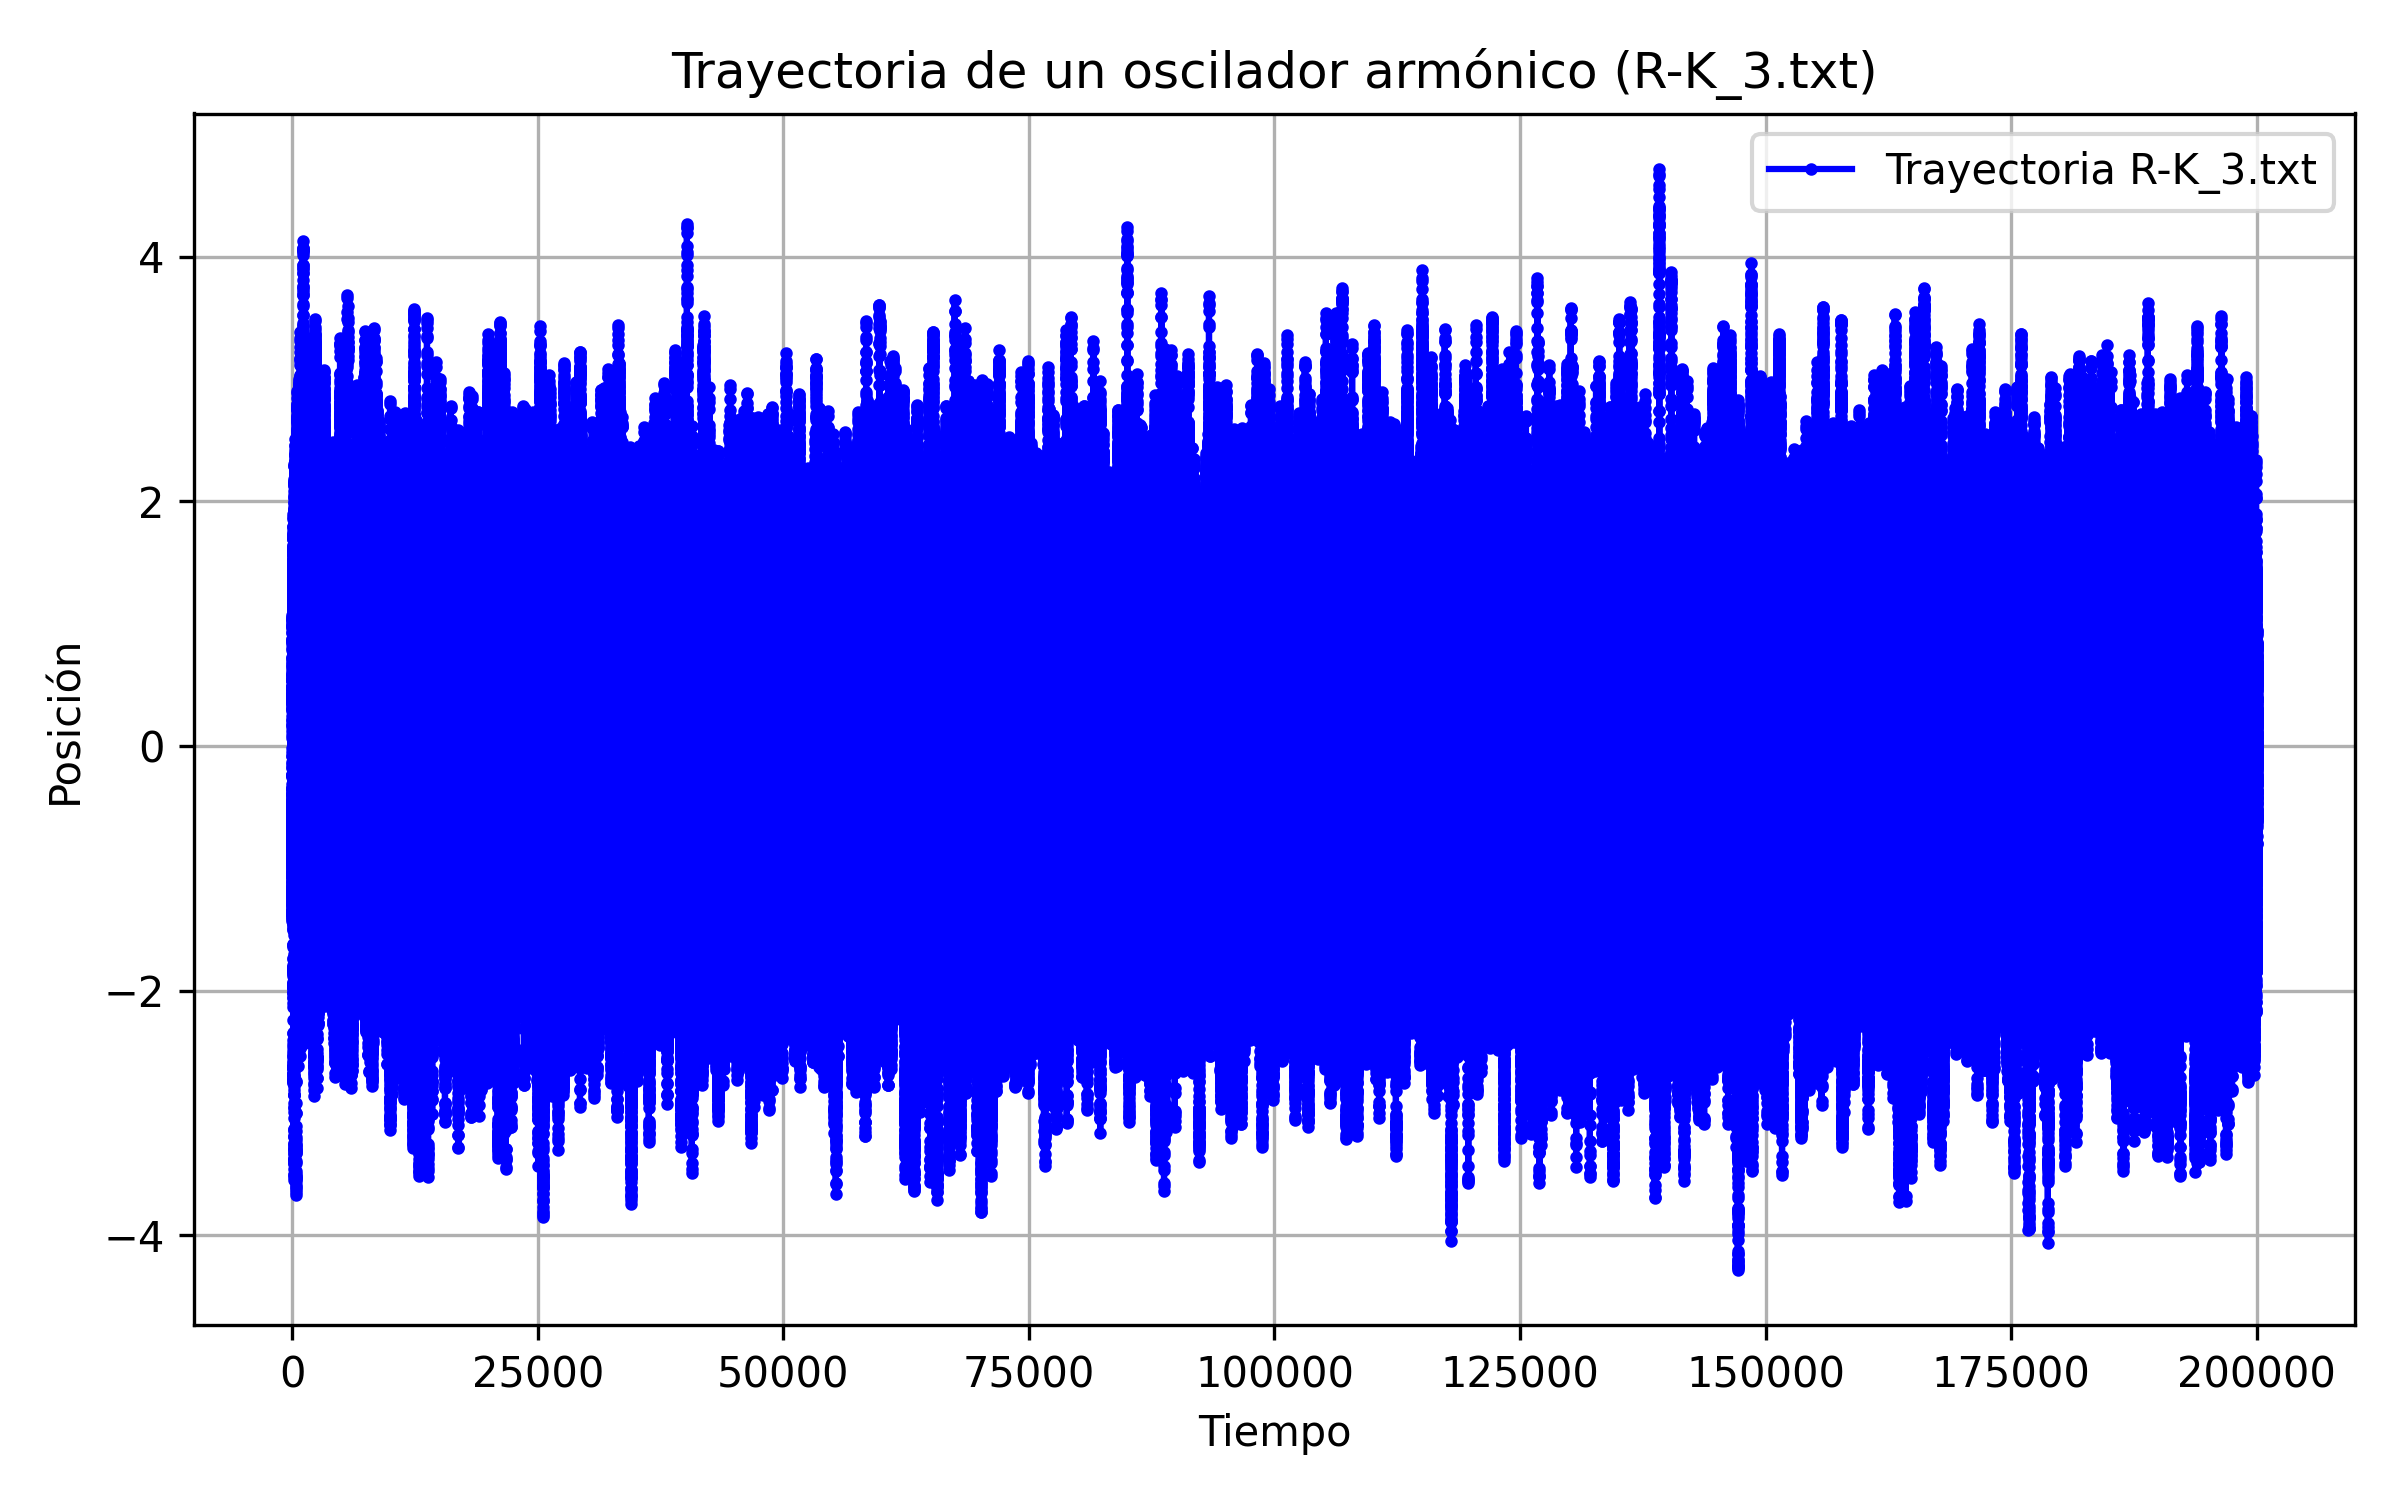 Trayectoria de un oscilador armónico (R-K_3.txt)
Trayectoria R-K_3.txt
4
2
0
−2
−4
Posición
0 25000 50000 75000 100000 125000 150000 175000 200000
Tiempo